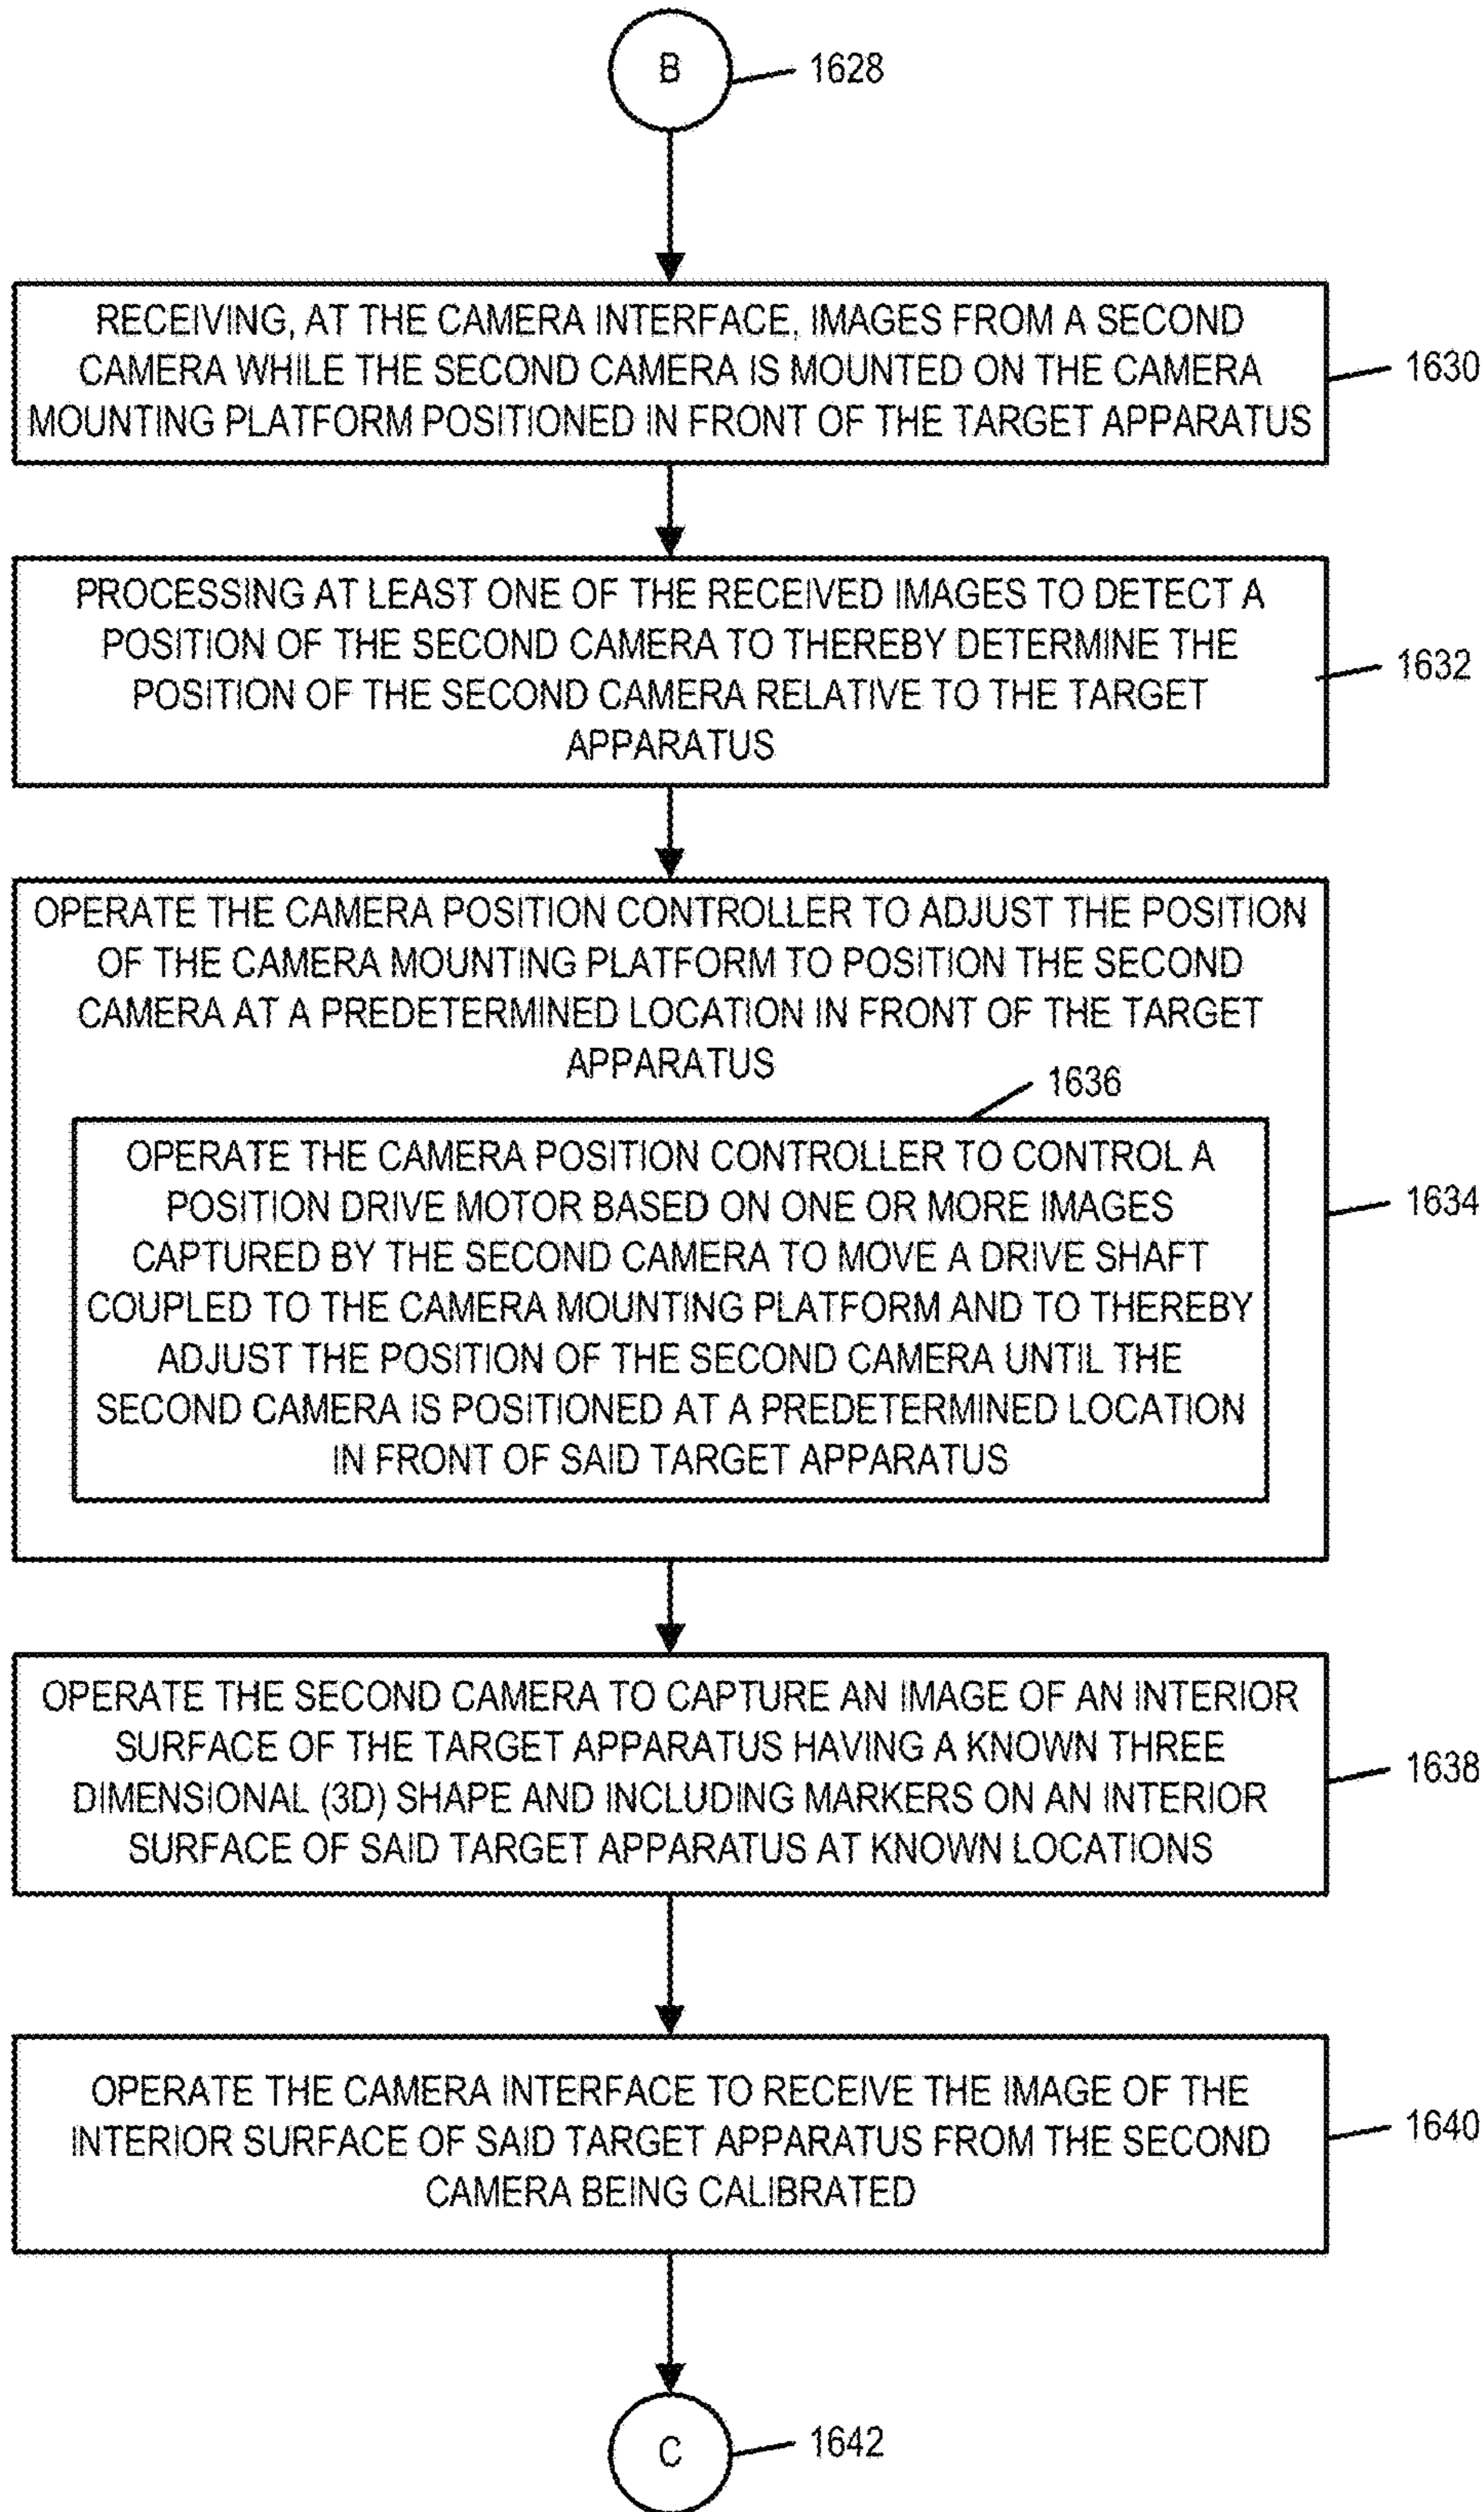 B
1628
RECEIVING, AT THE CAMERA INTERFACE, IMAGES FROM A SECOND
CAMERA WHILE THE SECOND CAMERA IS MOUNTED ON THE CAMERA
MOUNTING PLATFORM POSITIONED IN FRONT OF THE TARGET APPARATUS
1630
PROCESSING AT LEAST ONE OF THE RECEIVED IMAGES TO DETECT A
POSITION OF THE SECOND CAMERA TO THEREBY DETERMINE THE
POSITION OF THE SECOND CAMERA RELATIVE TO THE TARGET
APPARATUS
1632
OPERATE THE CAMERA POSITION CONTROLLER TO ADJUST THE POSITION
OF THE CAMERA MOUNTING PLATFORM TO POSITION THE SECOND
CAMERA AT A PREDETERMINED LOCATION IN FRONT OF THE TARGET
APPARATUS
1636
OPERATE THE CAMERA POSITION CONTROLLER TO CONTROL A
POSITION DRIVE MOTOR BASED ON ONE OR MORE IMAGES
CAPTURED BY THE SECOND CAMERA TO MOVE A DRIVE SHAFT
COUPLED TO THE CAMERA MOUNTING PLATFORM AND TO THEREBY
ADJUST THE POSITION OF THE SECOND CAMERA UNTIL THE
SECOND CAMERA IS POSITIONED AT A PREDETERMINED LOCATION
IN FRONT OF SAID TARGET APPARATUS
1634
OPERATE THE SECOND CAMERA TO CAPTURE AN IMAGE OF AN INTERIOR
SURFACE OF THE TARGET APPARATUS HAVING A KNOWN THREE
DIMENSIONAL (3D) SHAPE AND INCLUDING MARKERS ON AN INTERIOR
SURFACE OF SAID TARGET APPARATUS AT KNOWN LOCATIONS
1638
OPERATE THE CAMERA INTERFACE TO RECEIVE THE IMAGE OF THE
INTERIOR SURFACE OF SAID TARGET APPARATUS FROM THE SECOND
CAMERA BEING CALIBRATED
1640
C
1642